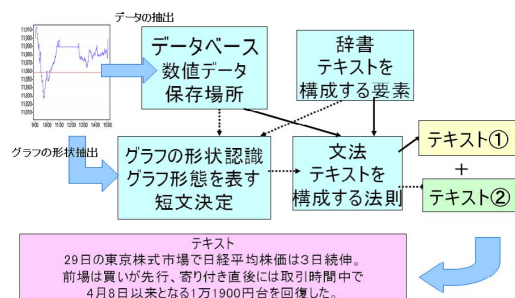 データの抽出
データベース
数値データ
保存場所
辞書
テキストを
構成する要素
グラフの形状抽出
グラフの形状認識
グラフ形態を表す
短文決定
文法
テキストを
構成する法則
テキスト①
+
テキスト②
テキスト
29日の東京株式市場で日経平均株価は3日続伸。
前場は買いが先行、寄り付き直後には取引時間中で
4月8日以来となる1万1900円台を回復した。